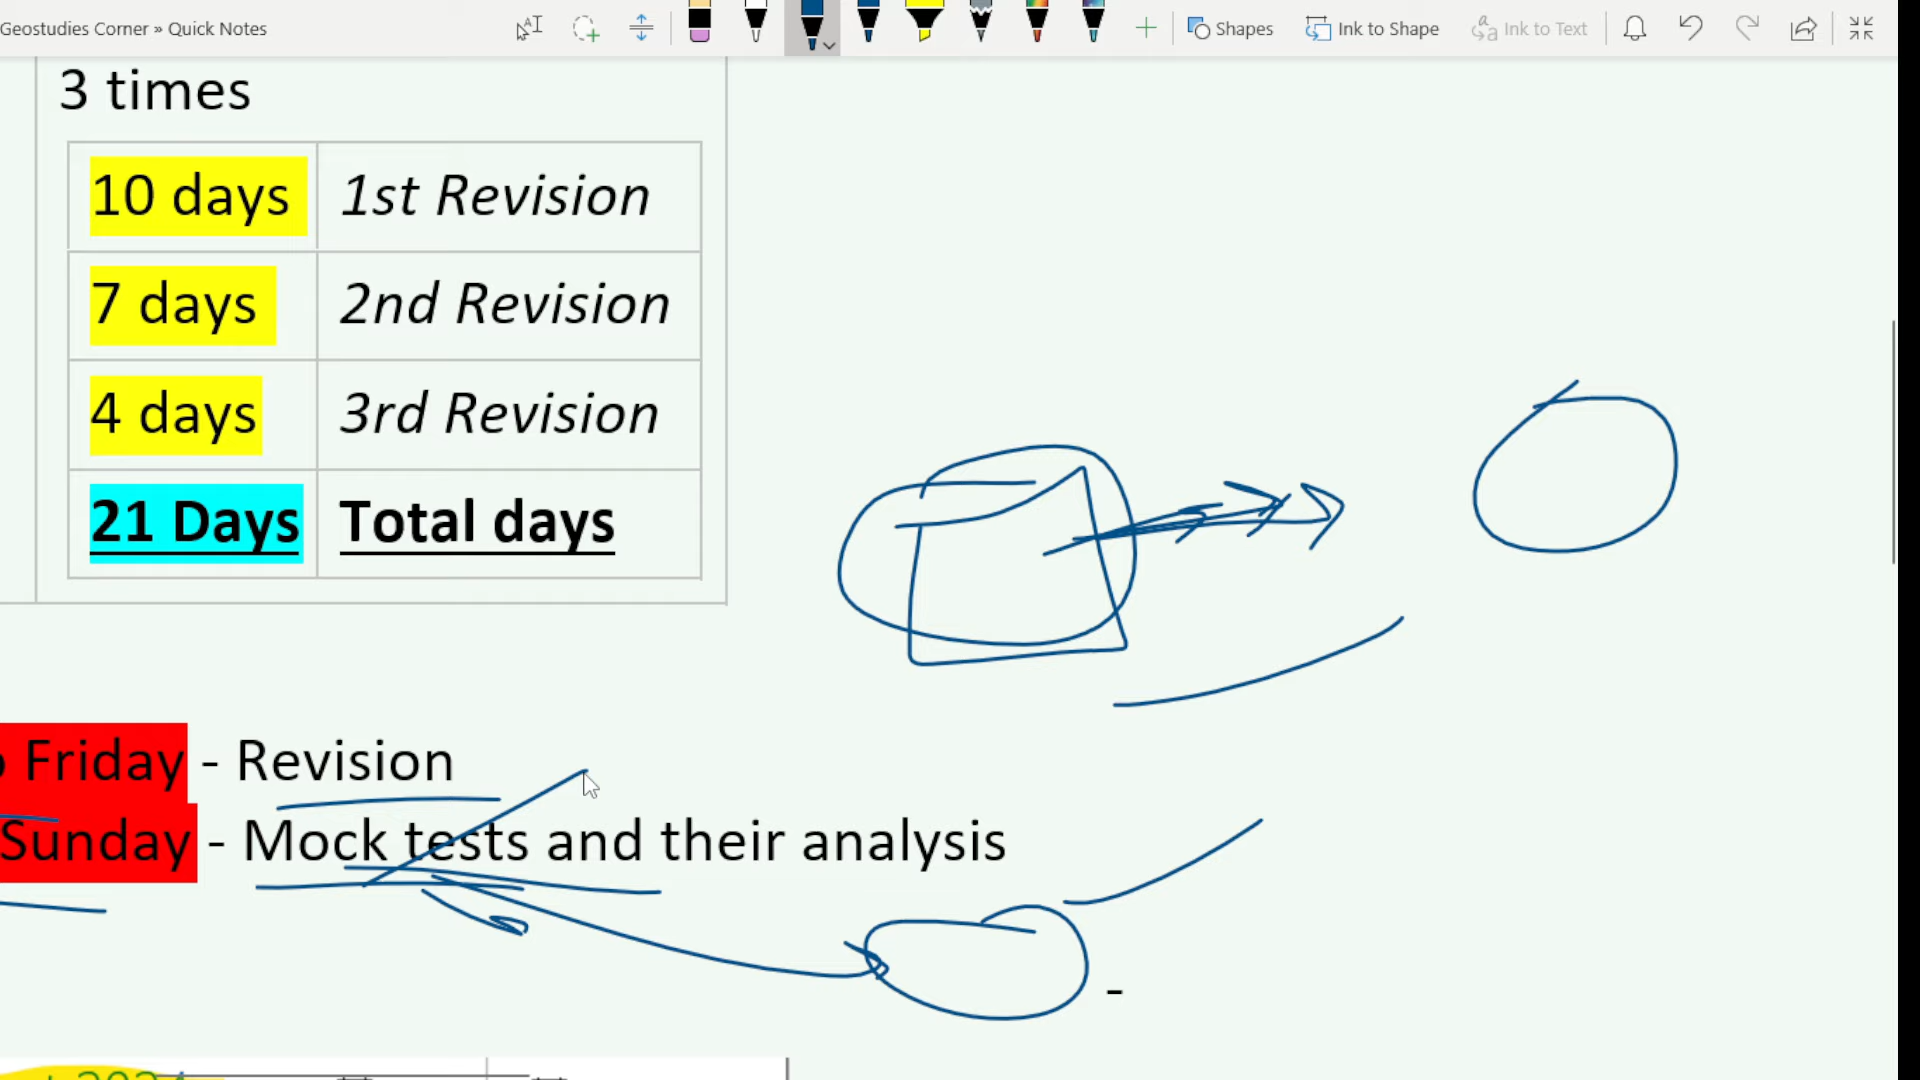 Geostudies Corner » Quick Notes
Shapes
Ink to Shape
Ink to Text
3 times
10 days 1st Revision
7 days 2nd Revision
4 days 3rd Revision
21 Days Total days
Friday - Revision
Sunday - Mock tests and their analysis
-
2024